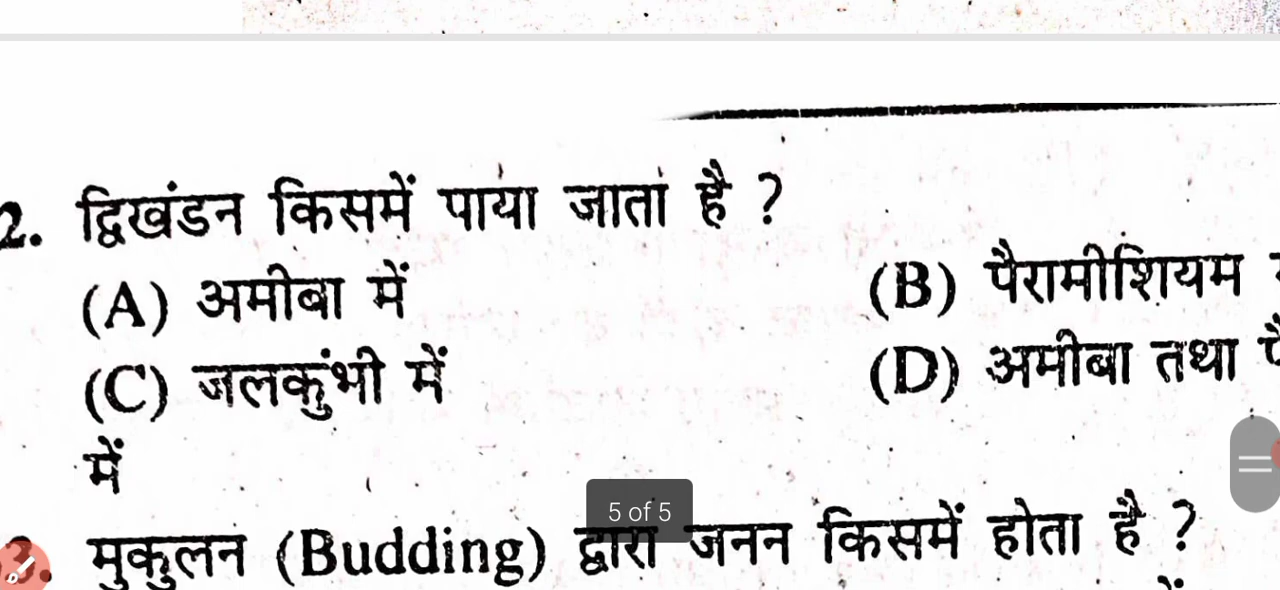 2. द्विखंडन किसमें पाया जाता है ?
(A) अमीबा में (B) पैरामीशियम
(C) जलकुंभी में (D) अमीबा तथा
में
5 of 5
मुकुलन (Budding) द्वारा जनन किसमें होता है ?